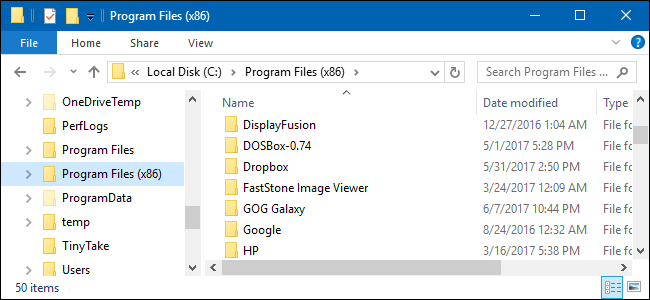 Program Files (x86)
File Home Share View
Local Disk (C:) Program Files (x86) Search Program Files ...
OneDriveTemp
PerfLogs
Program Files
Program Files (x86)
ProgramData
temp
TinyTake
Users
Name Date modified Type
DisplayFusion 12/27/2016 1:04 AM File fo
DOSBox-0.74 5/1/2017 5:28 PM File fo
Dropbox 5/31/2017 2:50 PM File fo
FastStone Image Viewer 3/24/2017 12:09 AM File fo
GOG Galaxy 6/7/2017 10:44 PM File fo
Google 8/24/2016 12:32 AM File fo
HP 3/16/2017 5:38 PM File fo
50 items